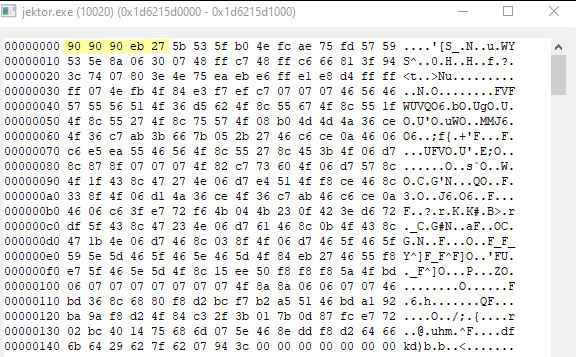 jektor.exe (10020) (0x1d6215d0000 - 0x1d6215d1000)
00000000 90 90 90 eb 27 5b 53 5f b0 4e fc ae 75 fd 57 59 ....'[S_.N..u.WY
00000010 53 5e 8a 06 30 07 48 ff c7 48 ff c6 66 81 3f 94 S^..0.H..H..f.?.
00000020 3c 74 07 80 3e 4e 75 ea eb e6 ff e1 e8 d4 ff ff <t..>Nu.........
00000030 ff 07 4e fb 4f 84 e3 f7 ef c7 07 07 07 46 56 46 ..N.O........FVF
00000040 57 55 56 51 4f 36 d5 62 4f 8c 55 67 4f 8c 55 1f WUVQO6.bO.UgO.U.
00000050 4f 8c 55 27 4f 8c 75 57 4f 08 b0 4d 4d 4a 36 ce O.U'O.uWO..MMJ6.
00000060 4f 36 c7 ab 3b 66 7b 05 2b 27 46 c6 ce 0a 46 06 O6..;f{.+'F...F.
00000070 c6 e5 ea 55 46 56 4f 8c 55 27 8c 45 3b 4f 06 d7 ...UFVO.U'.E;O..
00000080 8c 87 8f 07 07 07 4f 82 c7 73 60 4f 06 d7 57 8c ......O..s`O..W.
00000090 4f 1f 43 8c 47 27 4e 06 d7 e4 51 4f f8 ce 46 8c O.C.G'N...QO..F.
000000a0 33 8f 4f 06 d1 4a 36 ce 4f 36 c7 ab 46 c6 ce 0a 3.O..J6.O6..F...
000000b0 46 06 c6 3f e7 72 f6 4b 04 4b 23 0f 42 3e d6 72 F..?.r.K.K#.B>.r
000000c0 df 5f 43 8c 47 23 4e 06 d7 61 46 8c 0b 4f 43 8c ._C.G#N..aF..OC.
000000d0 47 1b 4e 06 d7 46 8c 03 8f 4f 06 d7 46 5f 46 5f G.N..F...O..F_F_
000000e0 59 5e 5d 46 5f 46 5e 46 5d 4f 84 eb 27 46 55 f8 Y^]F_F^F]O..'FU.
000000f0 e7 5f 46 5e 5d 4f 8c 15 ee 50 f8 f8 f8 5a 4f bd ._F^]O...P...ZO.
00000100 06 07 07 07 07 07 07 07 4f 8a 8a 06 06 07 07 46 ........O......F
00000110 bd 36 8c 68 80 f8 d2 bc f7 b2 a5 51 46 bd a1 92 .6.h.......QF...
00000120 ba 9a f8 d2 4f 84 c3 2f 3b 01 7b 0d 87 fc e7 72 ....O../;.{....r
00000130 02 bc 40 14 75 68 6d 07 5e 46 8e dd f8 d2 64 66 ..@.uhm.^F....df
00000140 6b 64 29 62 7f 62 07 94 3c 00 00 00 00 00 00 00 kd)b.b..<.......